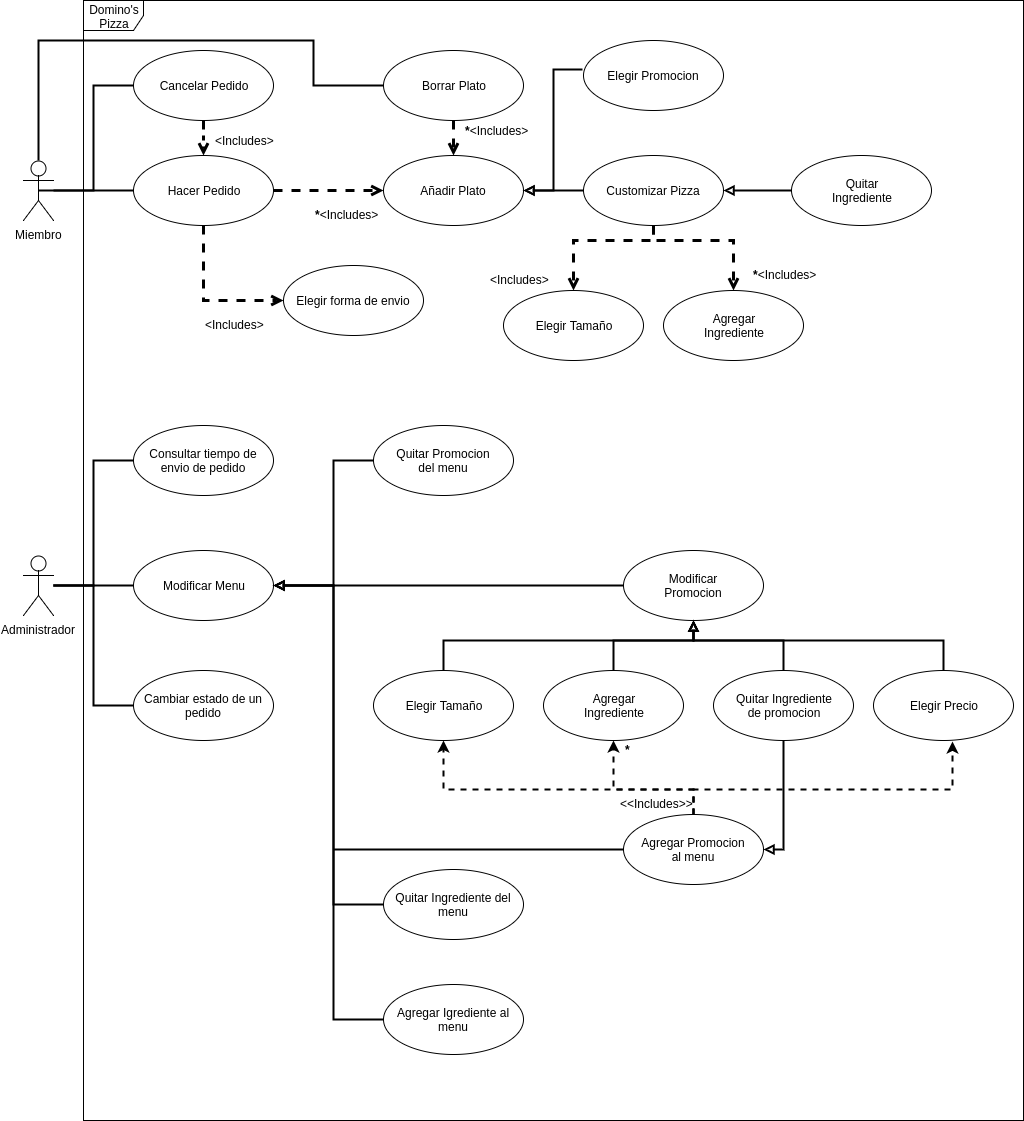 Domino's
Pizza
Cancelar Pedido
Borrar Plato
Elegir Promocion
<Includes>
*<Includes>
Miembro
Hacer Pedido
Añadir Plato
Customizar Pizza
Quitar
Ingrediente
*<Includes>
Elegir forma de envio
<Includes>
<Includes>
*<Includes>
Elegir Tamaño
Agregar
Ingrediente
Consultar tiempo de
envio de pedido
Quitar Promocion
del menu
Administrador
Modificar Menu
Modificar
Promocion
Cambiar estado de un
pedido
Elegir Tamaño
Agregar
Ingrediente
Quitar Ingrediente
de promocion
Elegir Precio
*
<<Includes>>
Agregar Promocion
al menu
Quitar Ingrediente del
menu
Agregar Igrediente al
menu